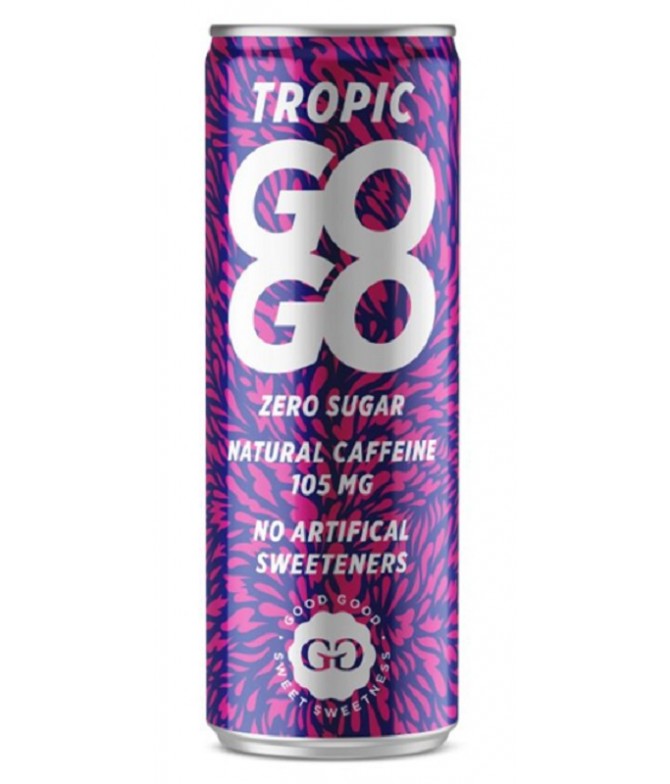 TROPIC
GO
GO
ZERO SUGAR
NATURAL CAFFEINE
105 MG
NO ARTIFICAL
SWEETENERS
· GOOD GOOD ·
GG
SWEET SWEETNESS